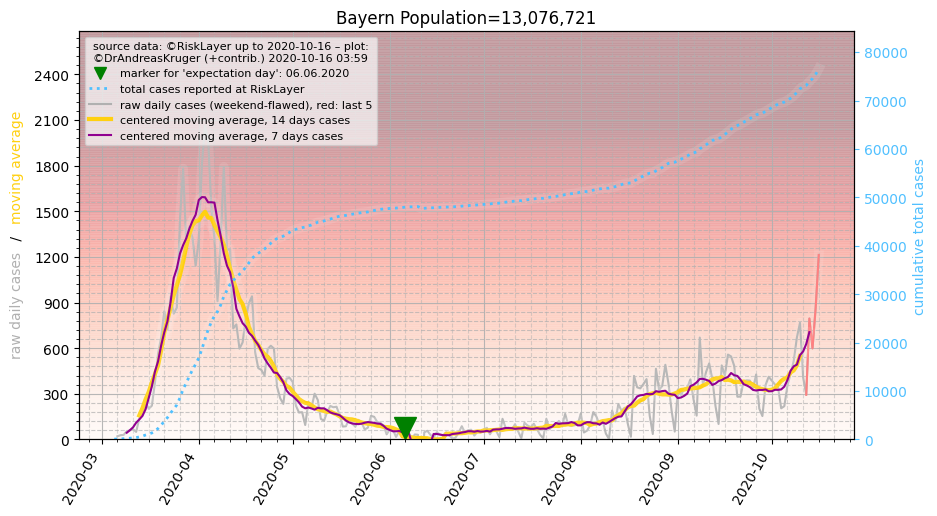 Bayern Population=13,076,721
source data: ©RiskLayer up to 2020-10-16 – plot:
©DrAndreasKruger (+contrib.) 2020-10-16 03:59
marker for 'expectation day': 06.06.2020
total cases reported at RiskLayer
raw daily cases (weekend-flawed), red: last 5
centered moving average, 14 days cases
centered moving average, 7 days cases
raw daily cases / moving average
2400
2100
1800
1500
1200
900
600
300
0
80000
70000
60000
50000
40000
30000
20000
10000
0
cumulative total cases
2020-03
2020-04
2020-05
2020-06
2020-07
2020-08
2020-09
2020-10